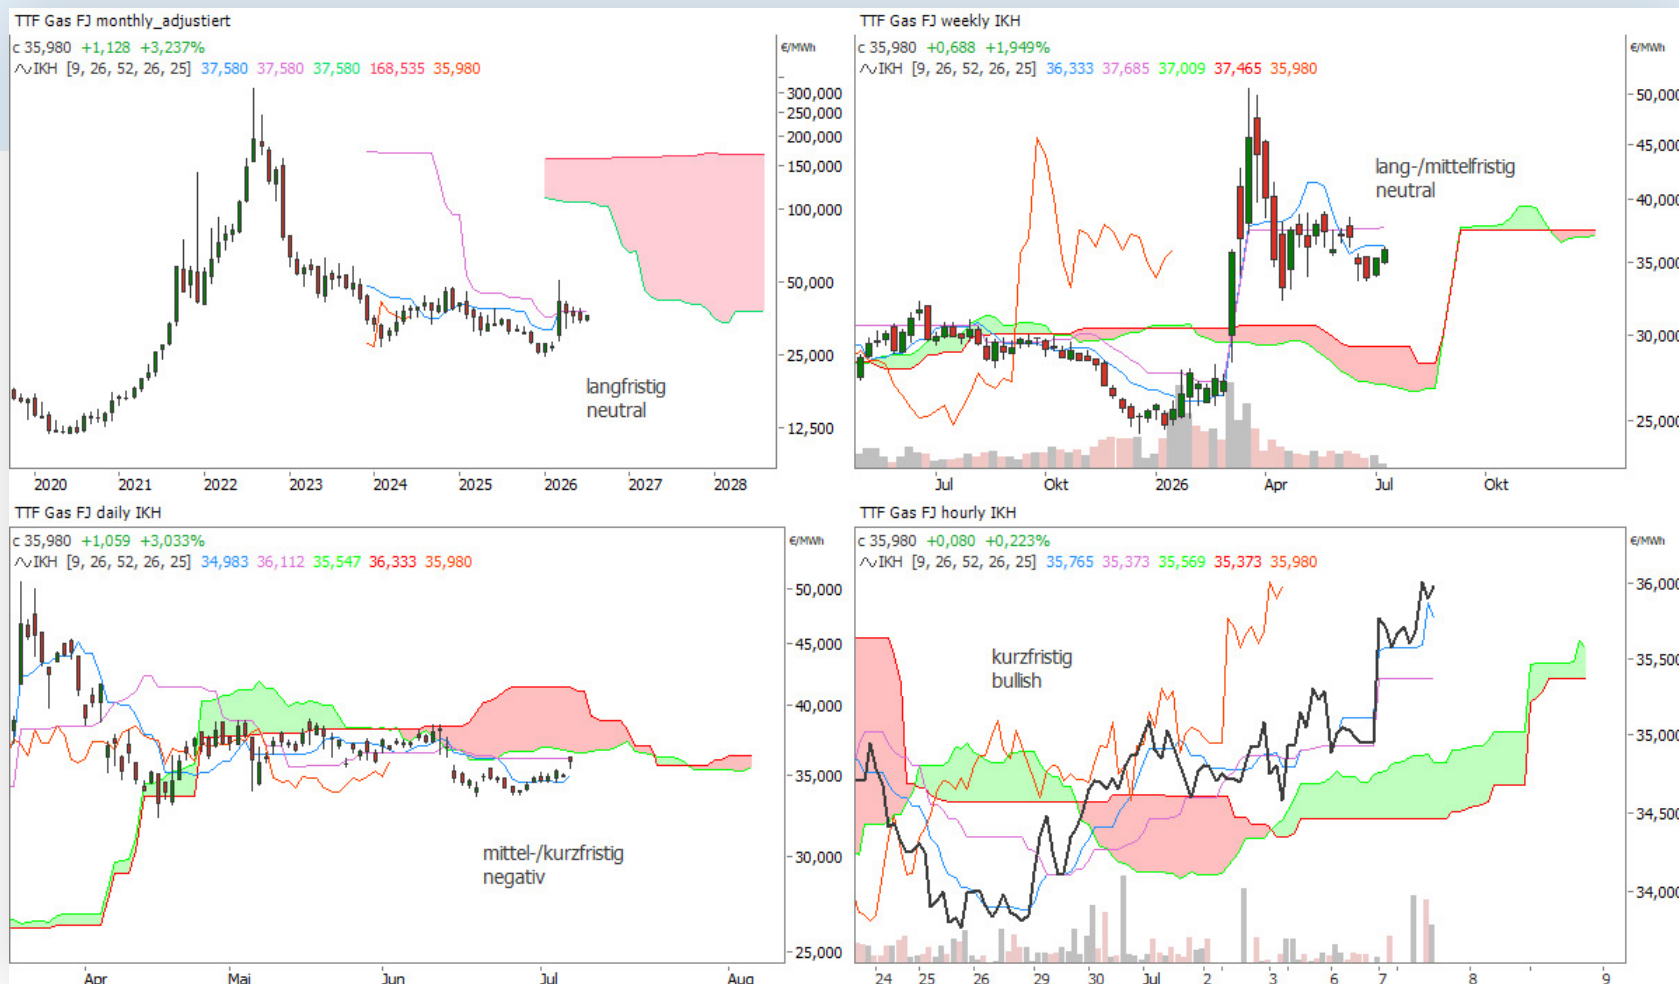 TTF Gas FJ monthly_adjustiert
c 35,980 +1,128 +3,237%
IKH [9, 26, 52, 26, 25] 37,580 37,580 37,580 168,535 35,980
€/MWh
300,000
250,000
200,000
150,000
100,000
50,000
25,000
12,500
langfristig
neutral
2020 2021 2022 2023 2024 2025 2026 2027 2028
TTF Gas FJ weekly IKH
c 35,980 +0,688 +1,949%
IKH [9, 26, 52, 26, 25] 36,333 37,685 37,009 37,465 35,980
€/MWh
50,000
45,000
40,000
35,000
30,000
25,000
lang-/mittelfristig
neutral
Jul Okt 2026 Apr Jul Okt
TTF Gas FJ daily IKH
c 35,980 +1,059 +3,033%
IKH [9, 26, 52, 26, 25] 34,983 36,112 35,547 36,333 35,980
€/MWh
50,000
45,000
40,000
35,000
30,000
25,000
mittel-/kurzfristig
negativ
Apr Mai Jun Jul Aug
TTF Gas FJ hourly IKH
c 35,980 +0,080 +0,223%
IKH [9, 26, 52, 26, 25] 35,765 35,373 35,569 35,373 35,980
€/MWh
36,000
35,500
35,000
34,500
34,000
kurzfristig
bullish
24 25 26 29 30 Jul 2 3 6 7 8 9